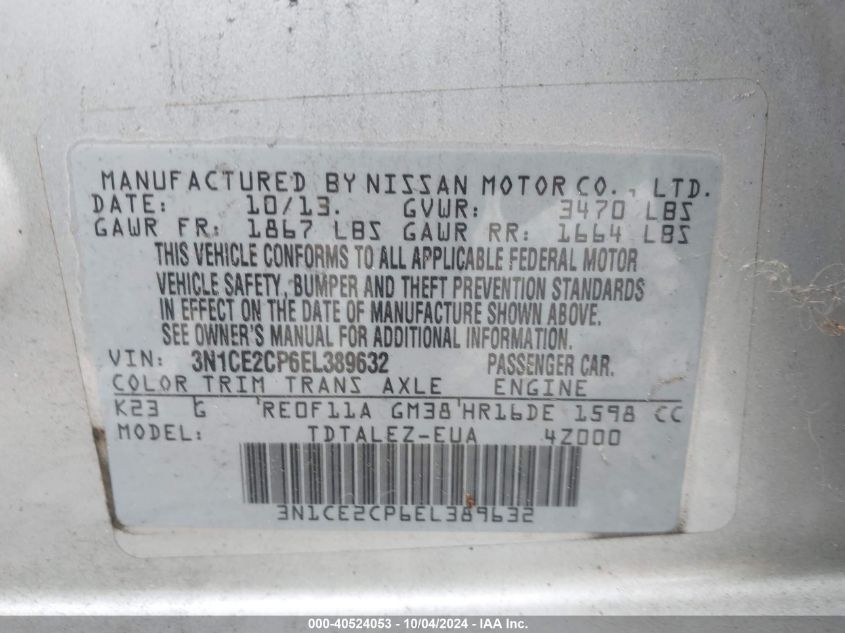 MANUFACTURED BY NISSAN MOTOR CO., LTD.
DATE: 10/13. GVWR: 3470 LBS
GAWR FR: 1867 LBS GAWR RR: 1664 LBS
THIS VEHICLE CONFORMS TO ALL APPLICABLE FEDERAL MOTOR
VEHICLE SAFETY, BUMPER AND THEFT PREVENTION STANDARDS
IN EFFECT ON THE DATE OF MANUFACTURE SHOWN ABOVE.
SEE OWNER'S MANUAL FOR ADDITIONAL INFORMATION.
VIN: 3N1CE2CP6EL389632 PASSENGER CAR.
COLOR TRIM TRANS AXLE ENGINE
K23 G RE0F11A GM38 HR16DE 1598 CC
MODEL: TDTALEZ-EUA 4Z000
3N1CE2CP6EL389632
000-40524053 - 10/04/2024 - IAA Inc.